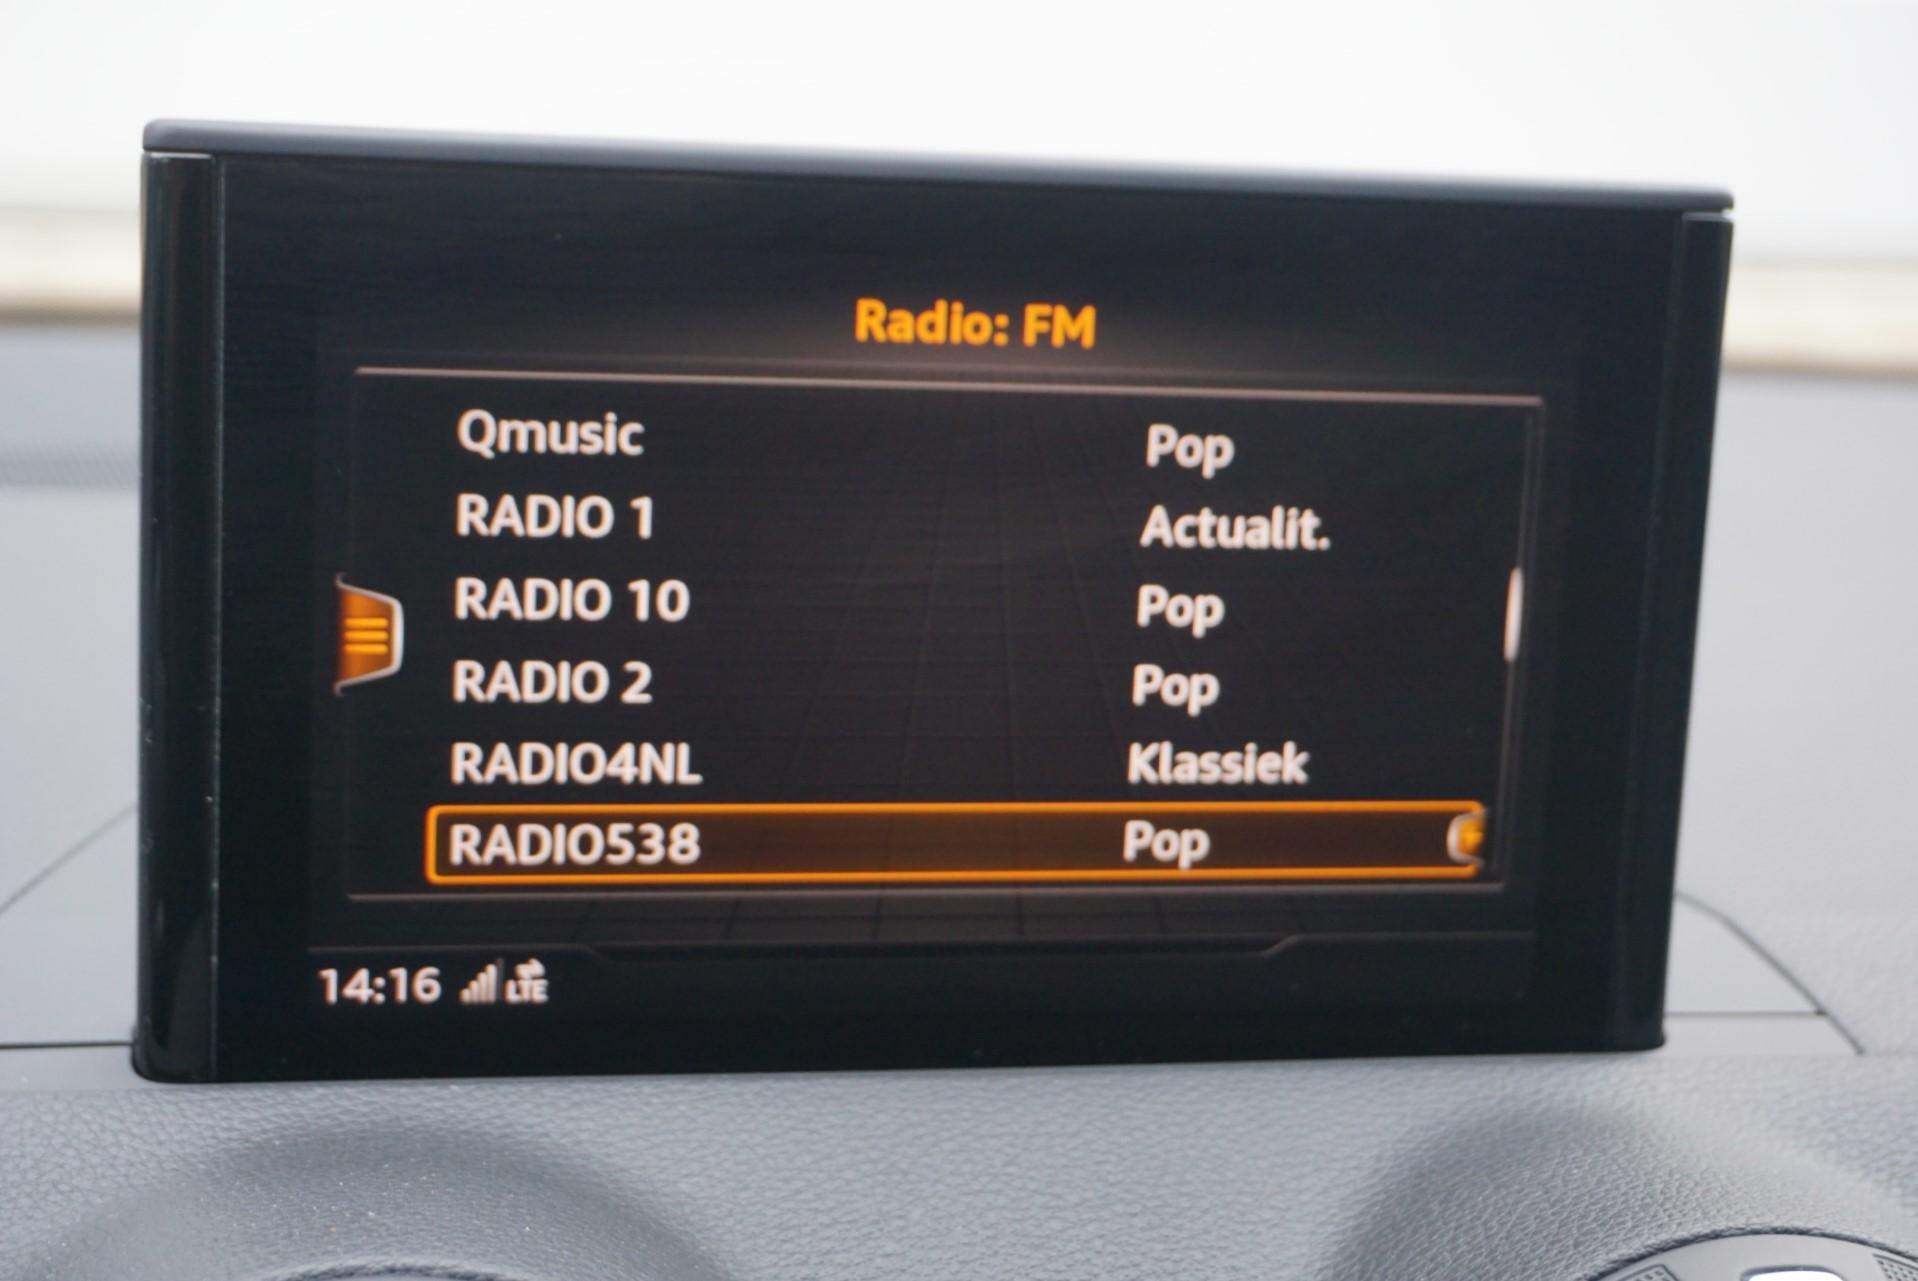 Radio: FM
Qmusic Pop
RADIO 1 Actualit.
RADIO 10 Pop
RADIO 2 Pop
RADIO4NL Klassiek
RADIO538 Pop
14:16 LTE